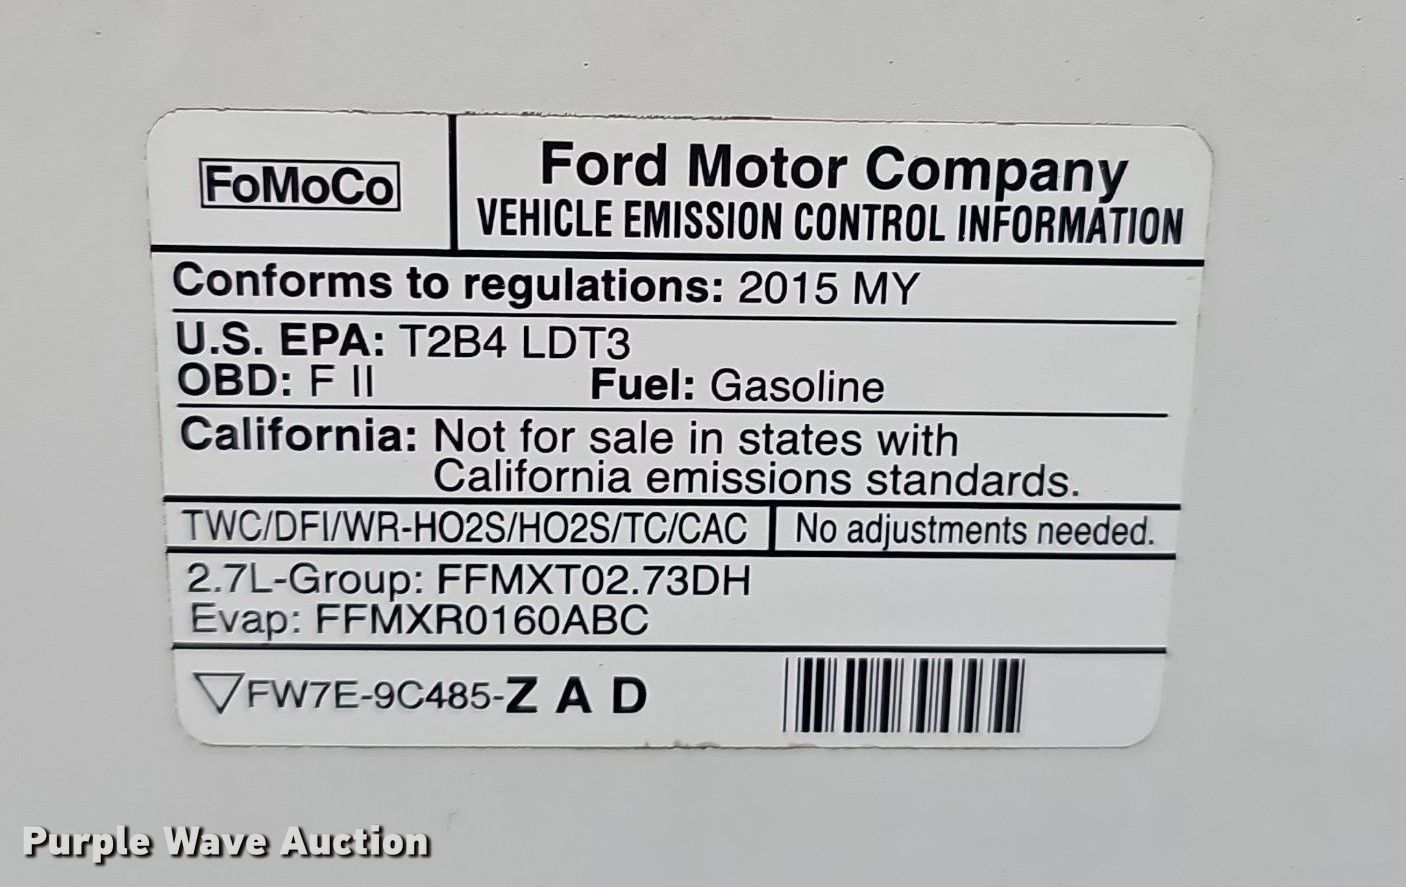 FoMoCo
Ford Motor Company
VEHICLE EMISSION CONTROL INFORMATION
Conforms to regulations: 2015 MY
U.S. EPA: T2B4 LDT3
OBD: F II Fuel: Gasoline
California: Not for sale in states with
California emissions standards.
TWC/DFI/WR-HO2S/HO2S/TC/CAC No adjustments needed.
2.7L-Group: FFMXT02.73DH
Evap: FFMXR0160ABC
FW7E-9C485-Z A D
Purple Wave Auction